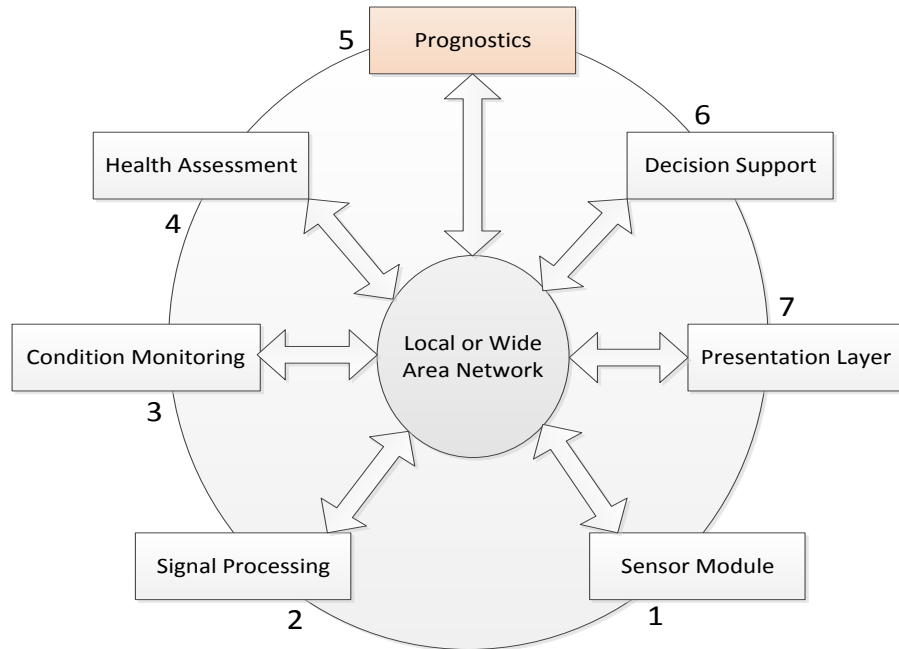 5
Prognostics
6
Health Assessment
Decision Support
4
7
Condition Monitoring
Local or Wide
Area Network
Presentation Layer
3
Signal Processing
Sensor Module
2
1